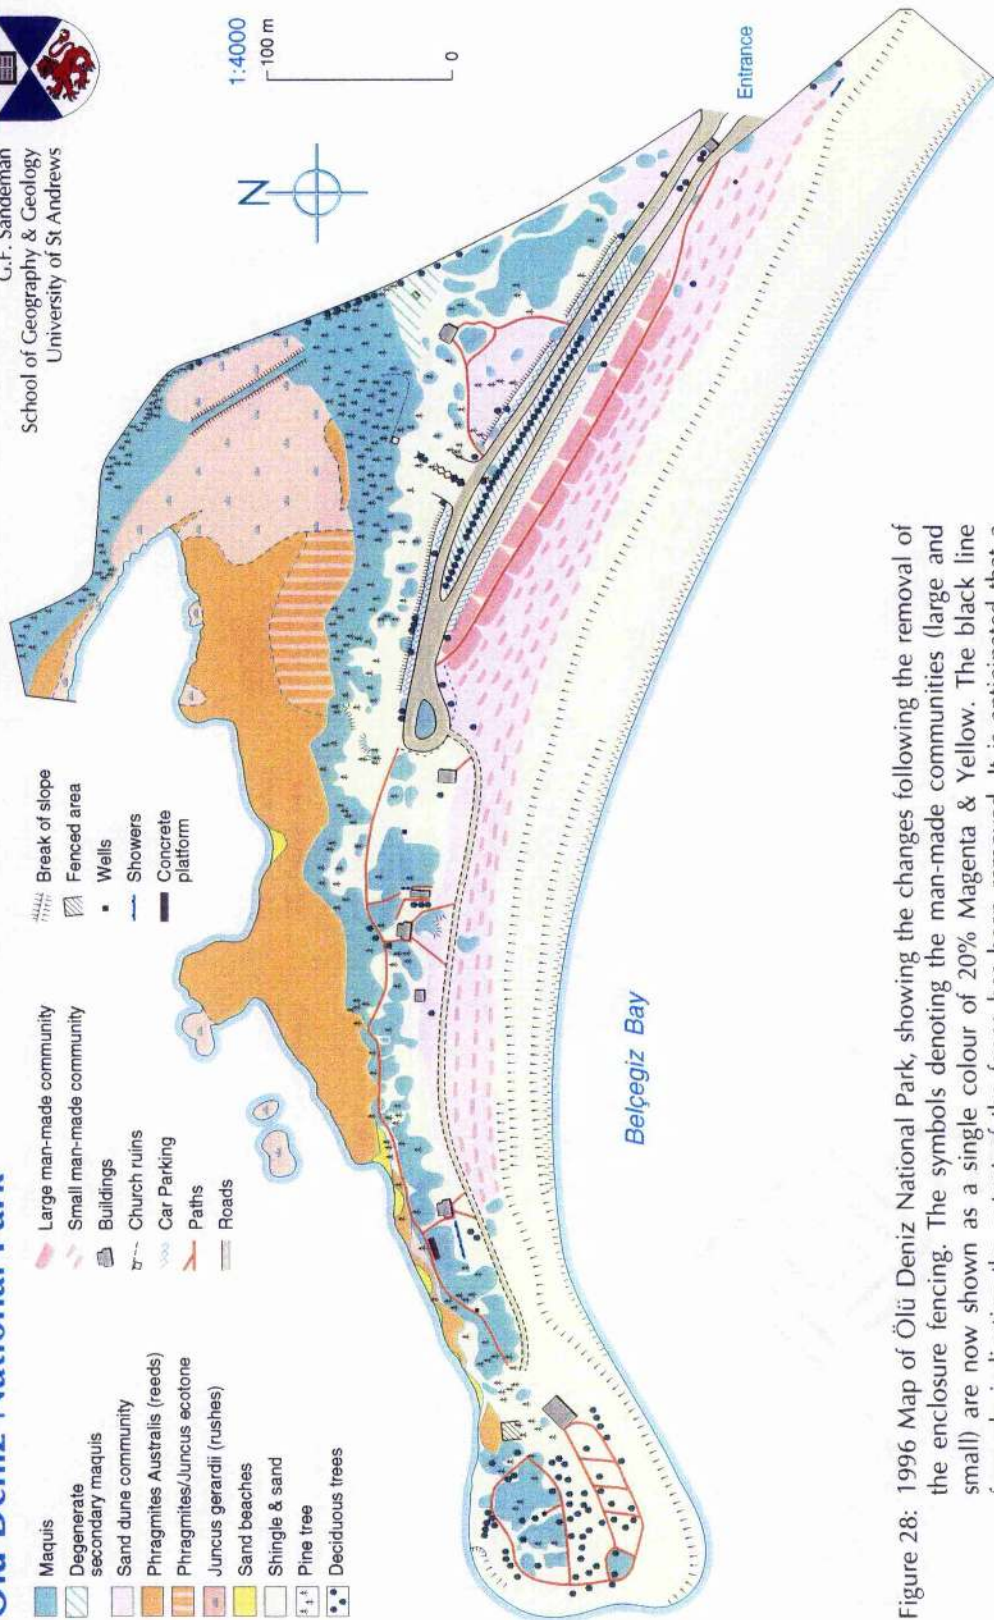 Ölü Deniz National Park
G.F. Sandeman
School of Geography & Geology
University of St Andrews
Maquis
Degenerate
secondary maquis
Sand dune community
Phragmites Australis (reeds)
Phragmites/Juncus ecotone
Juncus gerardii (rushes)
Sand beaches
Shingle & sand
Pine tree
Deciduous trees
Large man-made community
Small man-made community
Buildings
Church ruins
Car Parking
Paths
Roads
Break of slope
Fenced area
Wells
Showers
Concrete
platform
N
1:4000
100 m
0
Entrance
Belçegiz Bay
Figure 28: 1996 Map of Ölü Deniz National Park, showing the changes following the removal of
the enclosure fencing. The symbols denoting the man-made communities (large and
small) are now shown as a single colour of 20% Magenta & Yellow. The black line